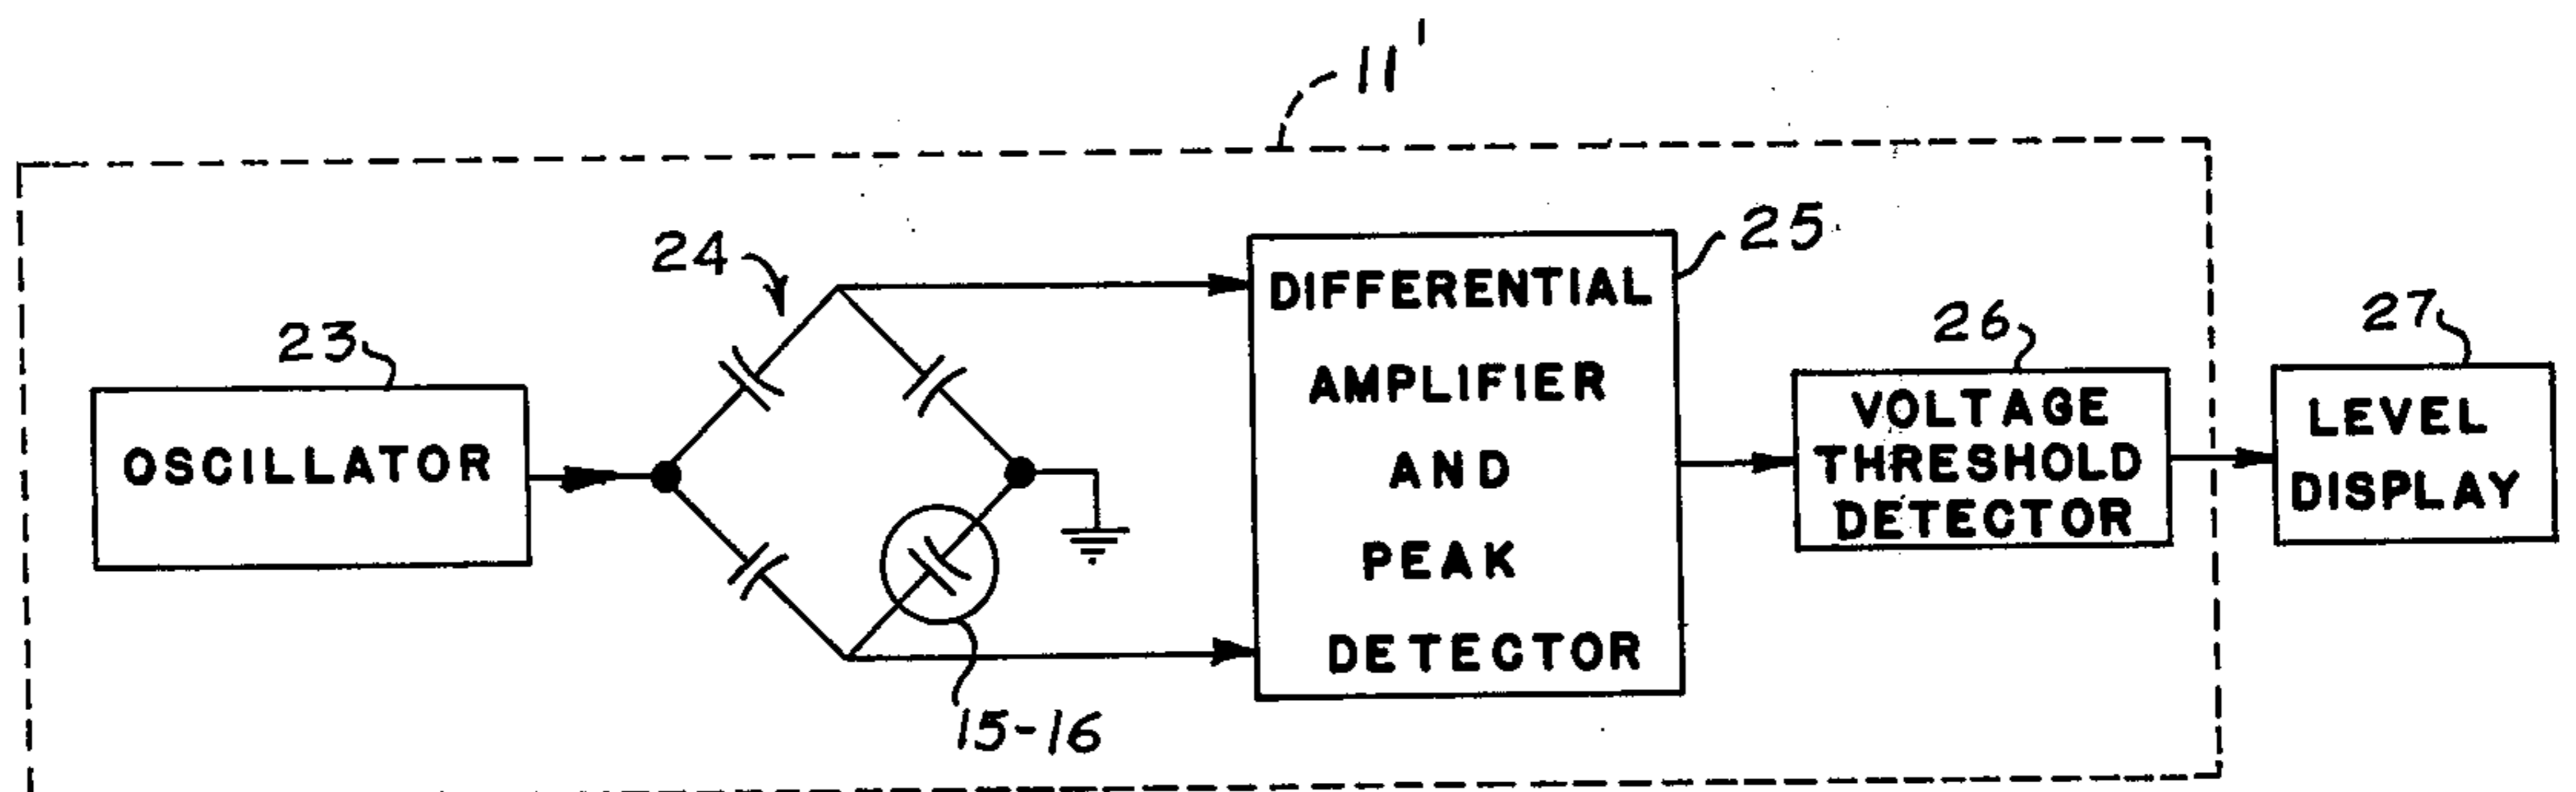 11'
24
25
23
26
27
OSCILLATOR
DIFFERENTIAL
AMPLIFIER
AND
PEAK
DETECTOR
VOLTAGE
THRESHOLD
DETECTOR
LEVEL
DISPLAY
15-16